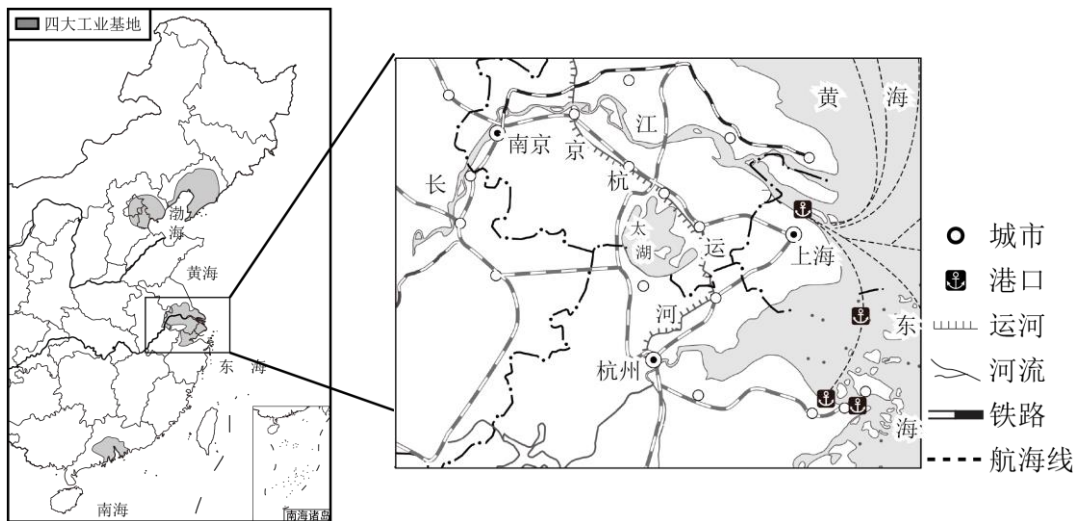 四大工业基地
渤
海
黄海
东 海
南海
南海诸岛
黄 海
江
南京
京
长
杭
太
湖
运
上海
河
东
杭州
海
城市
港口
运河
河流
铁路
航海线